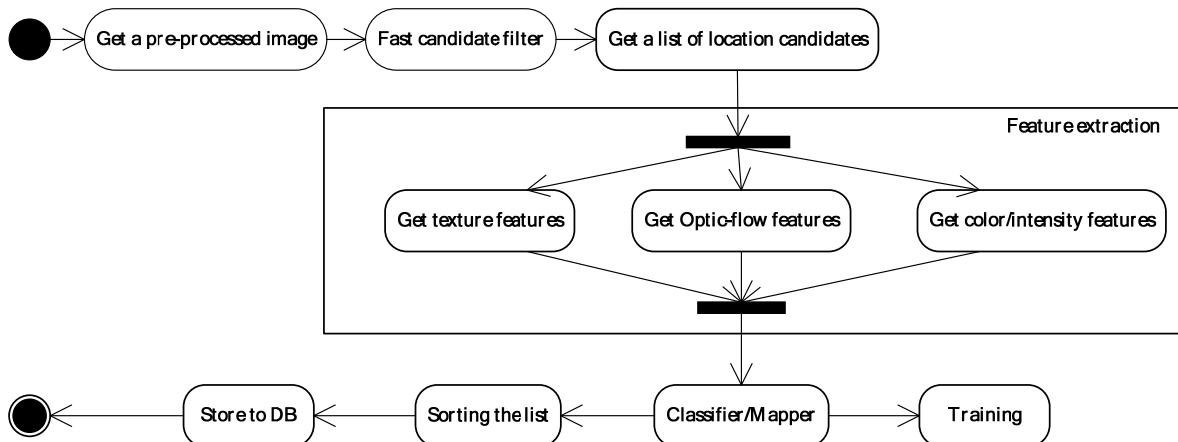 Get a pre-processed image
Fast candidate filter
Get a list of location candidates
Feature extraction
Get texture features
Get Optic-flow features
Get color/intensity features
Store to DB
Sorting the list
Classifier/Mapper
Training